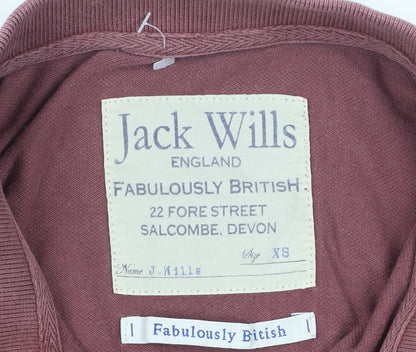 Jack Wills
ENGLAND
FABULOUSLY BRITISH
22 FORE STREET
SALCOMBE, DEVON
Size XS
Name J.Wills
Fabulously Bitish